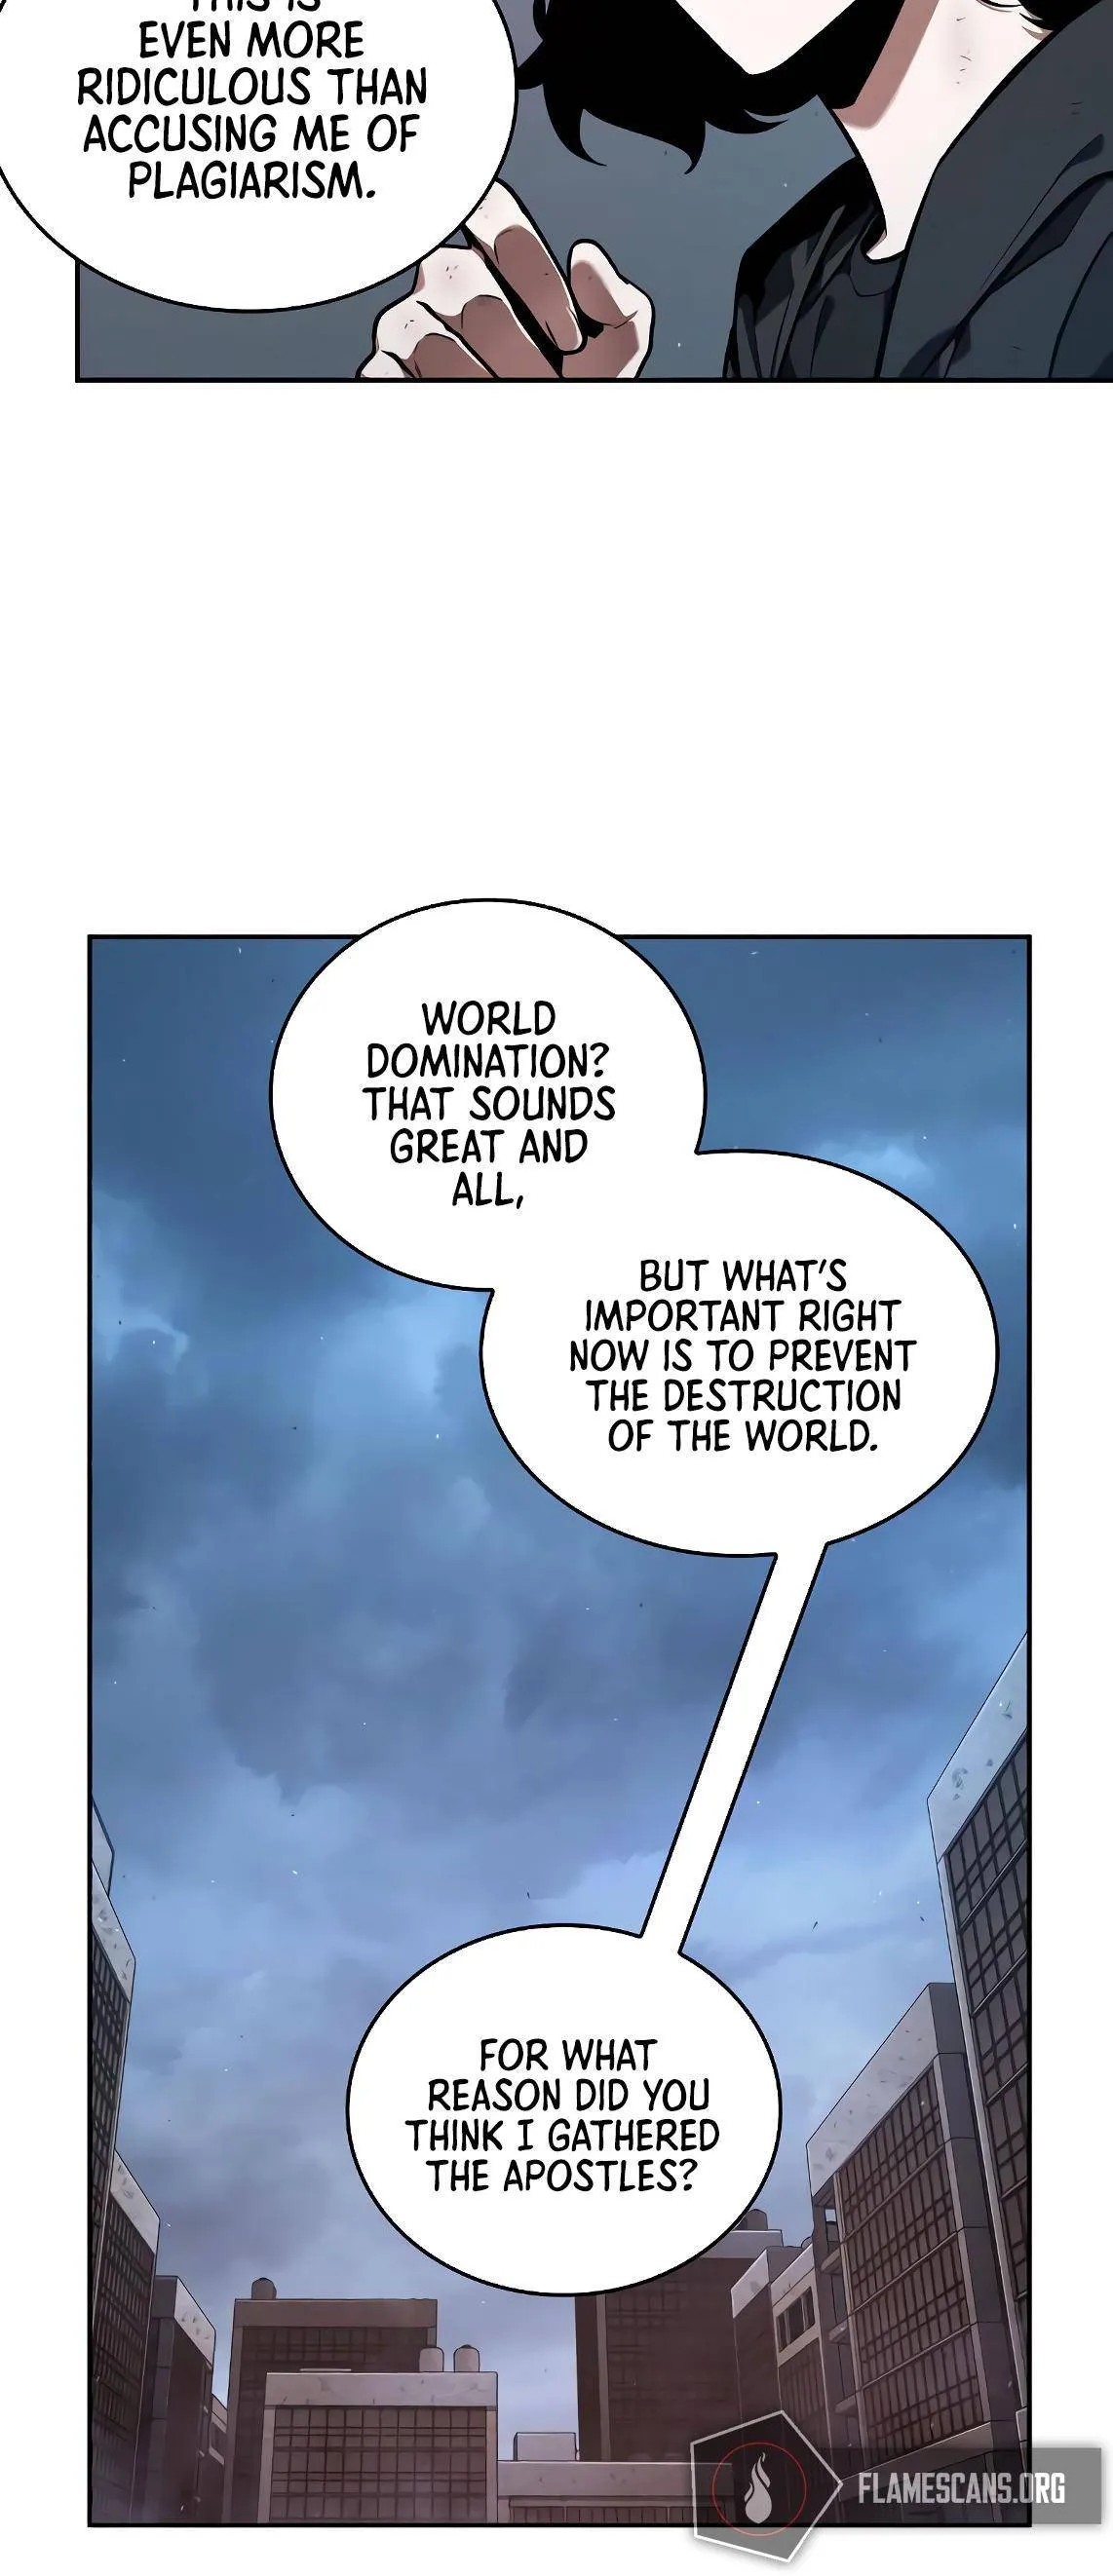 THIS IS
EVEN MORE
RIDICULOUS THAN
ACCUSING ME OF
PLAGIARISM.
WORLD
DOMINATION?
THAT SOUNDS
GREAT AND
ALL,
BUT WHAT'S
IMPORTANT RIGHT
NOW IS TO PREVENT
THE DESTRUCTION
OF THE WORLD.
FOR WHAT
REASON DID YOU
THINK I GATHERED
THE APOSTLES?
FLAMESCANS.ORG